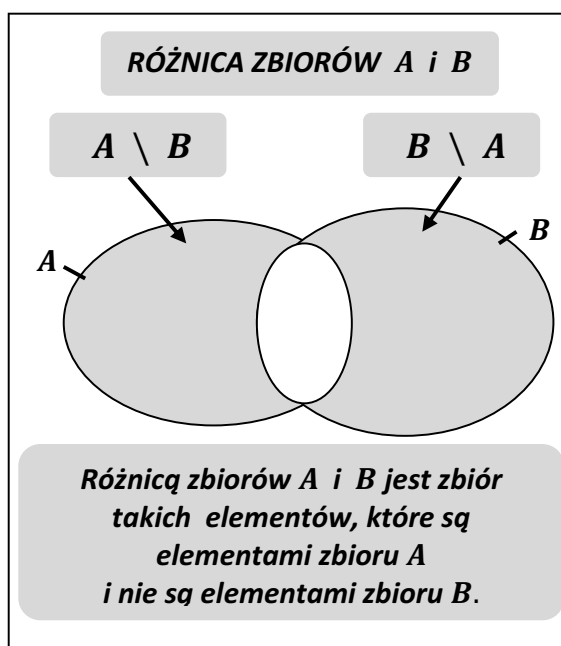 RÓŻNICA ZBIORÓW A i B
A \ B
B \ A
A
B
Różnicą zbiorów A i B jest zbiór
takich elementów, które są
elementami zbioru A
i nie są elementami zbioru B.